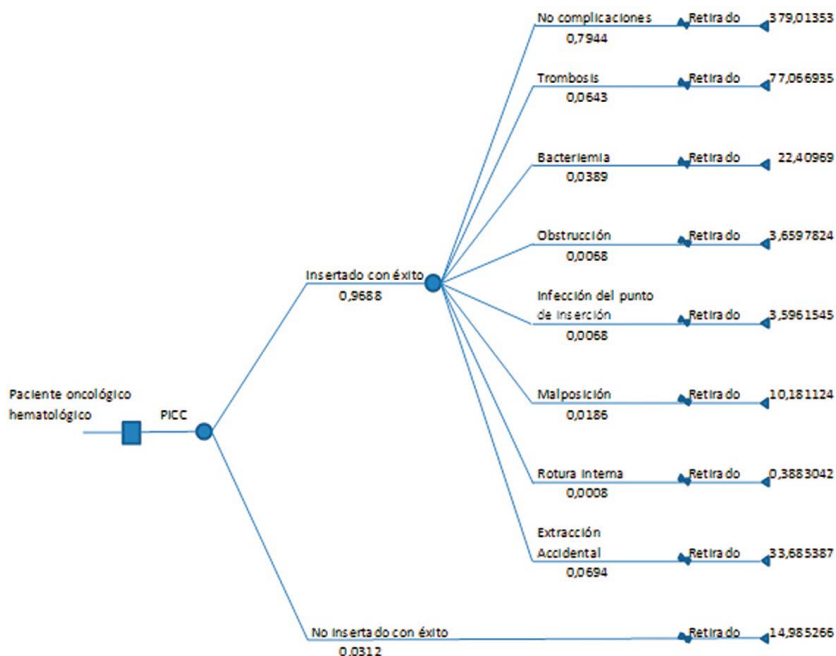 No complicaciones Retirado 379,01353
0,7944
Trombosis Retirado 77,066935
0,0643
Bacteriemia Retirado 22,40969
0,0389
Obstrucción Retirado 3,6597824
0,0068
Insertado con éxito
0,9688
Infección del punto
de inserción Retirado 3,5961545
0,0068
Paciente oncológico
hematológico PICC
Malposición Retirado 10,181124
0,0186
Rotura interna Retirado 0,3883042
0,0008
Extracción
Accidental Retirado 33,685387
0,0694
No insertado con éxito Retirado 14,985266
0,0312